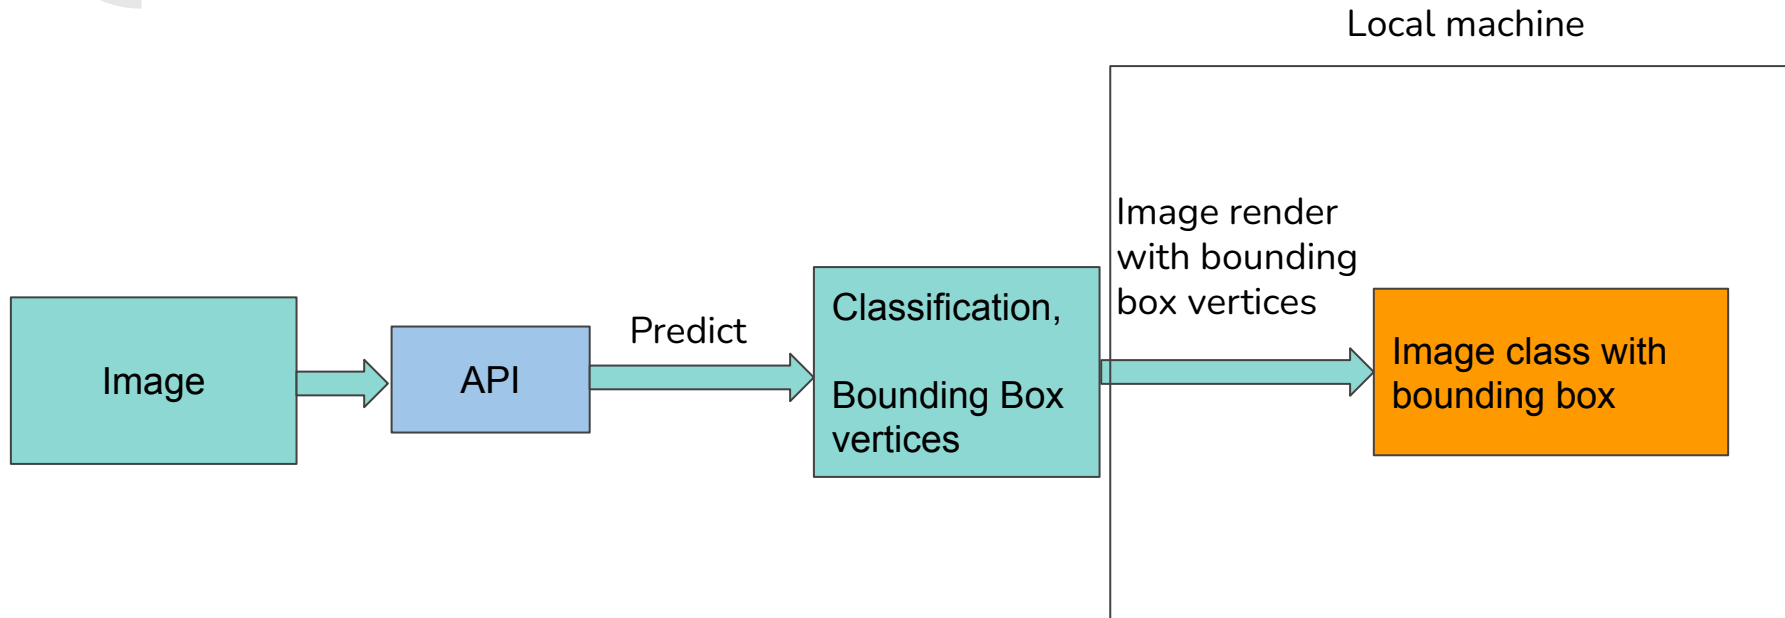 Local machine
Image
API
Predict
Classification,
Bounding Box
vertices
Image render
with bounding
box vertices
Image class with
bounding box